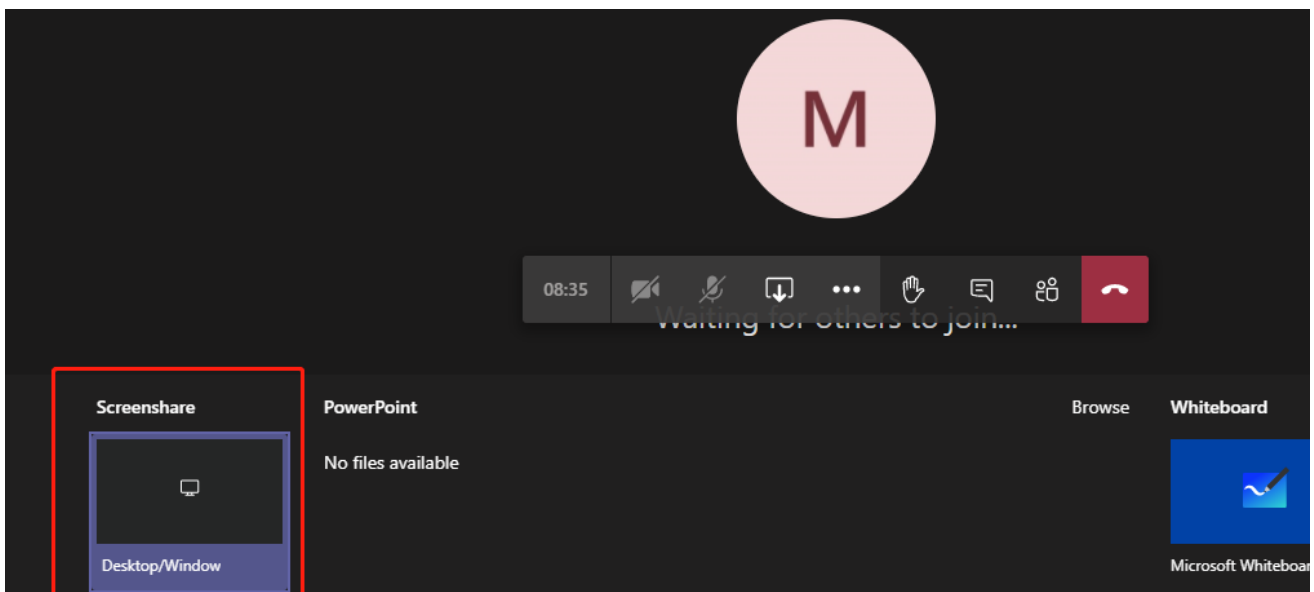 M
08:35
Waiting for others to join...
Screenshare
PowerPoint
Browse
Whiteboard
No files available
Desktop/Window
Microsoft Whiteboar